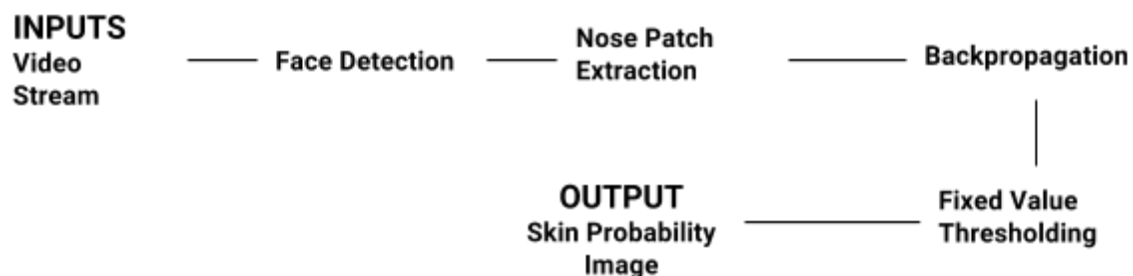 INPUTS
Video
Stream
Face Detection
Nose Patch
Extraction
Backpropagation
Fixed Value
Thresholding
OUTPUT
Skin Probability
Image